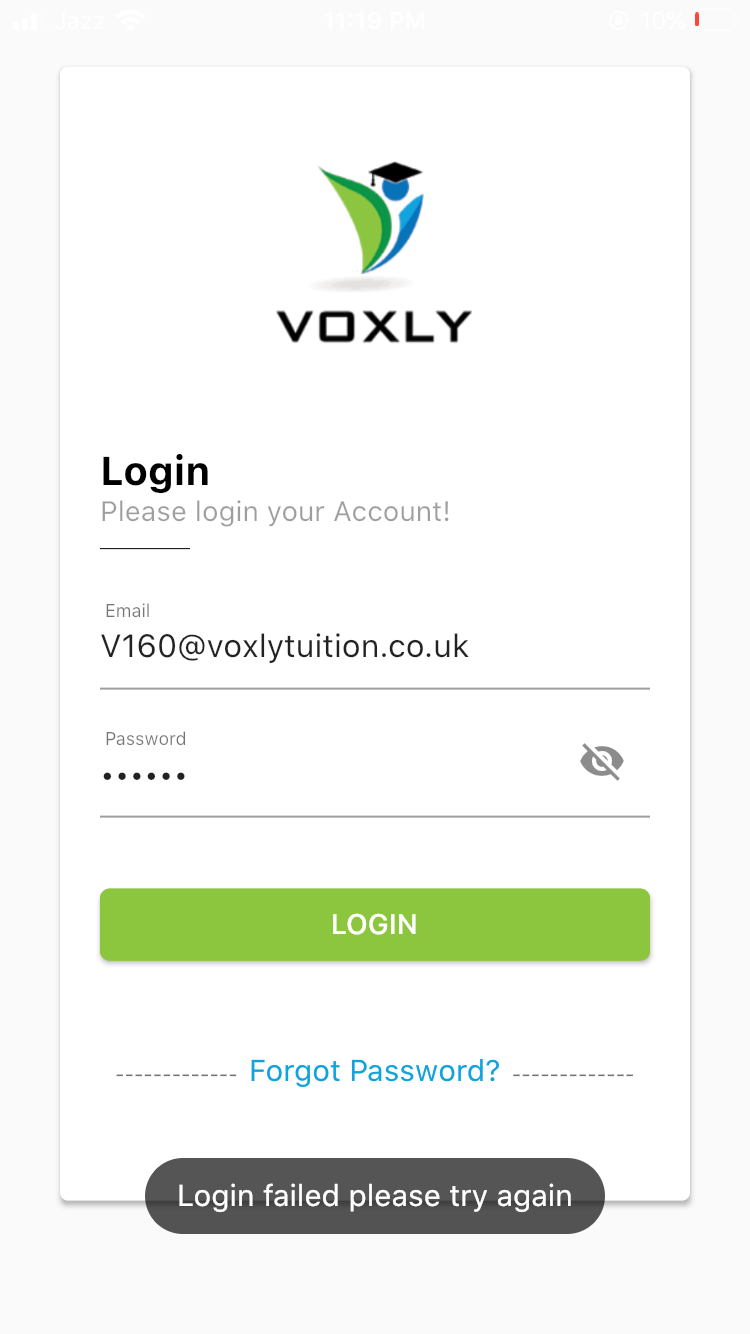 Jazz 11:19 PM 10%
VOXLY
Login
Please login your Account!
Email
V160@voxlytuition.co.uk
Password
••••••
LOGIN
------------- Forgot Password? -------------
Login failed please try again